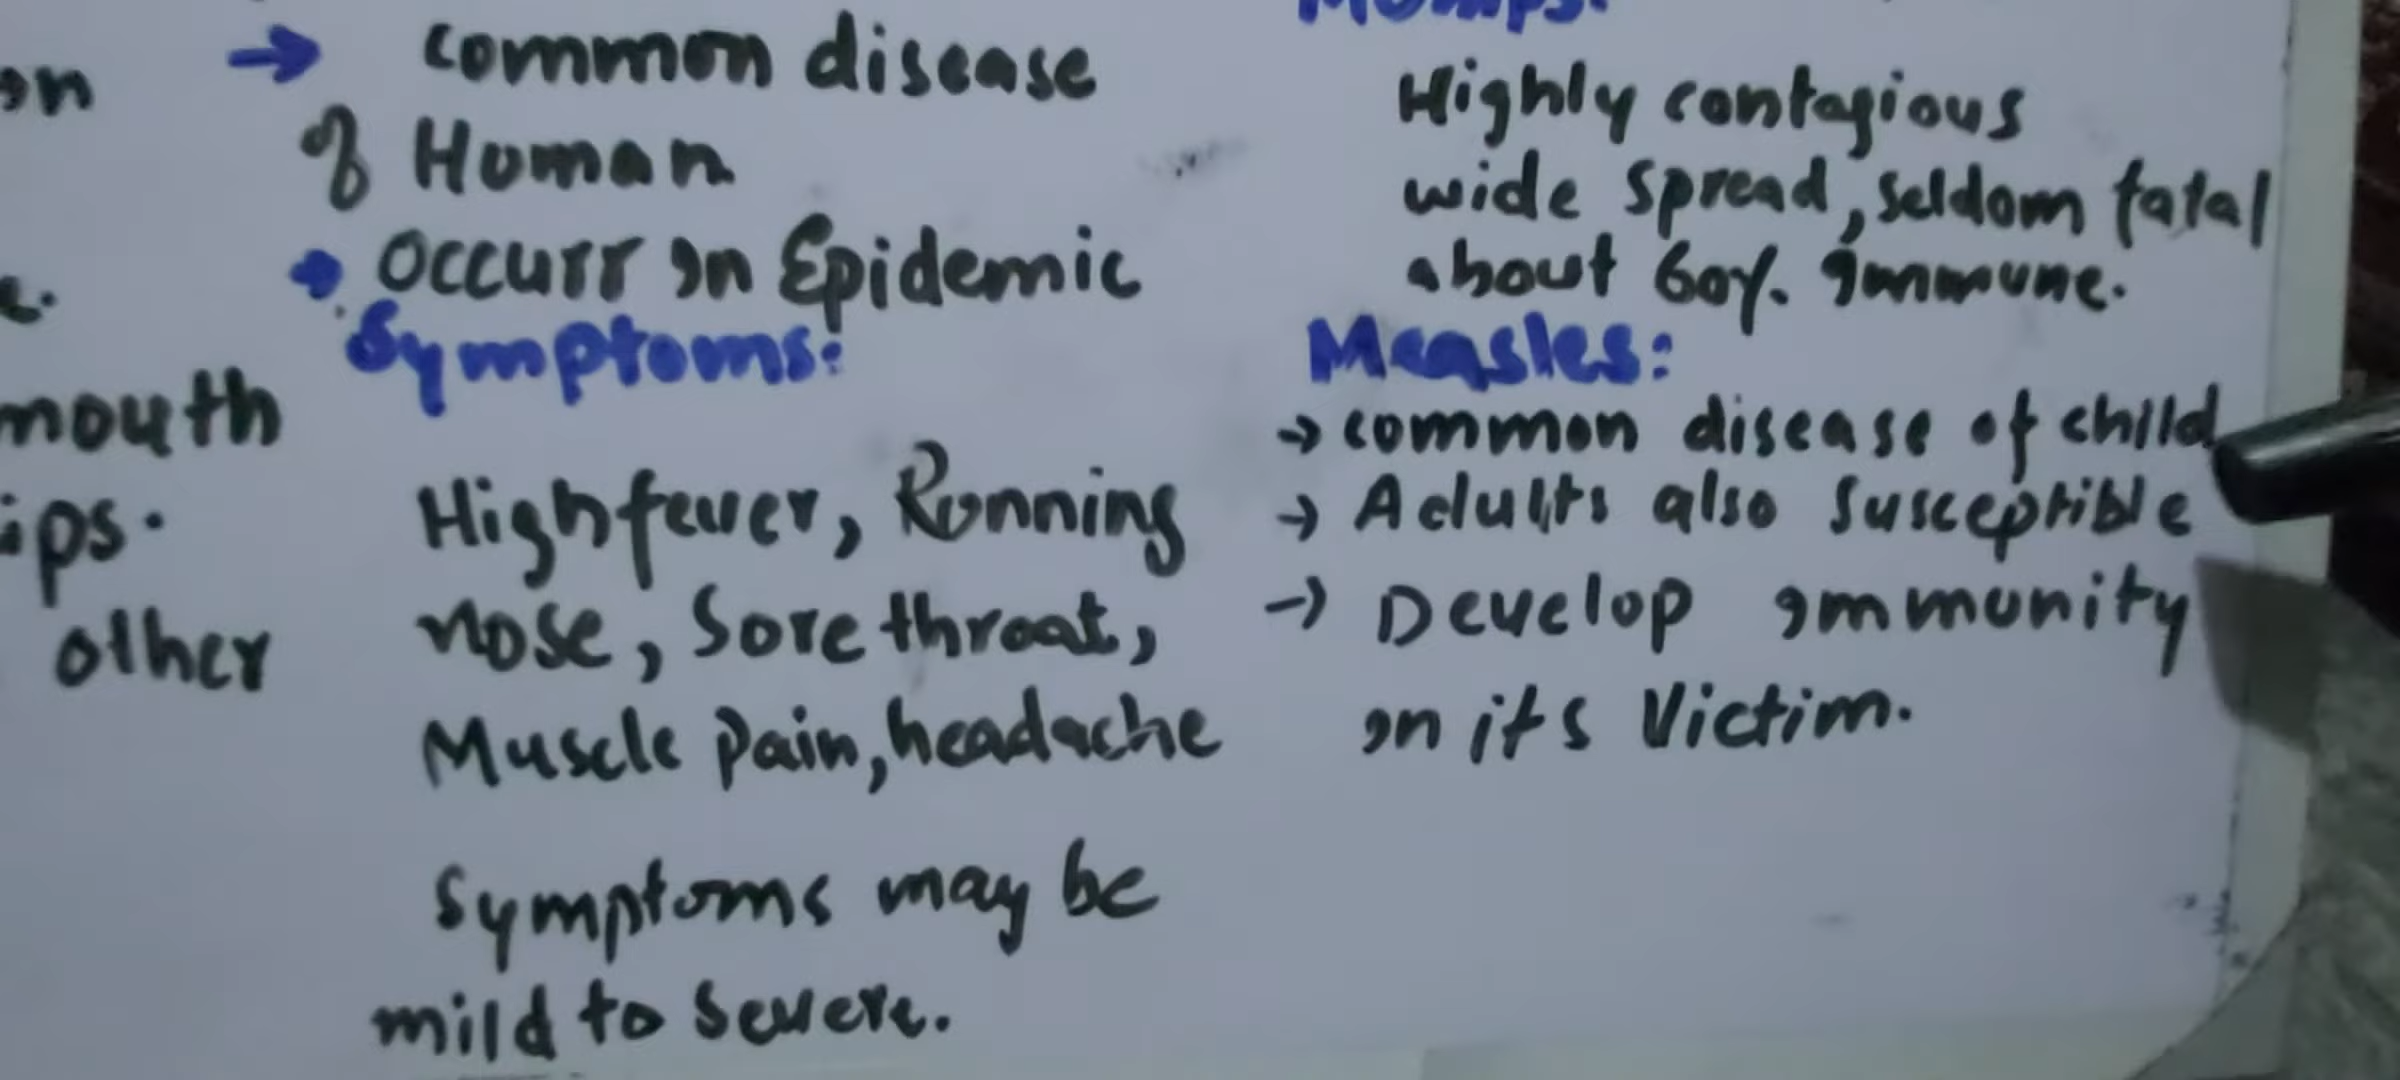 on
e.
mouth
ips.
other
→ common disease
of Human
→ Occurr in Epidemic
Symptoms:
High fever, Running
nose, Sore throat,
Muscle pain, headache
Symptoms may be
mild to Severe.
Mumps:
Highly contagious
wide spread, seldom fatal
about 60%. immune.
Measles:
→ common disease of child
→ Adults also susceptible
→ Develop immunity
in its Victim.